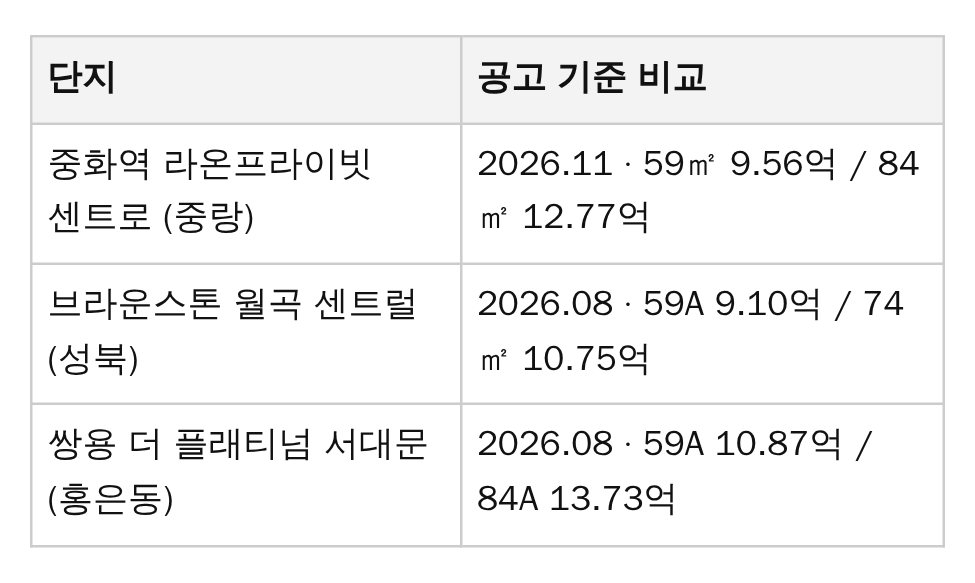 단지
공고 기준 비교
중화역 라온프라이빗
센트로 (중랑)
2026.11 · 59㎡ 9.56억 / 84
㎡ 12.77억
브라운스톤 월곡 센트럴
(성북)
2026.08 · 59A 9.10억 / 74
㎡ 10.75억
쌍용 더 플래티넘 서대문
(홍은동)
2026.08 · 59A 10.87억 /
84A 13.73억